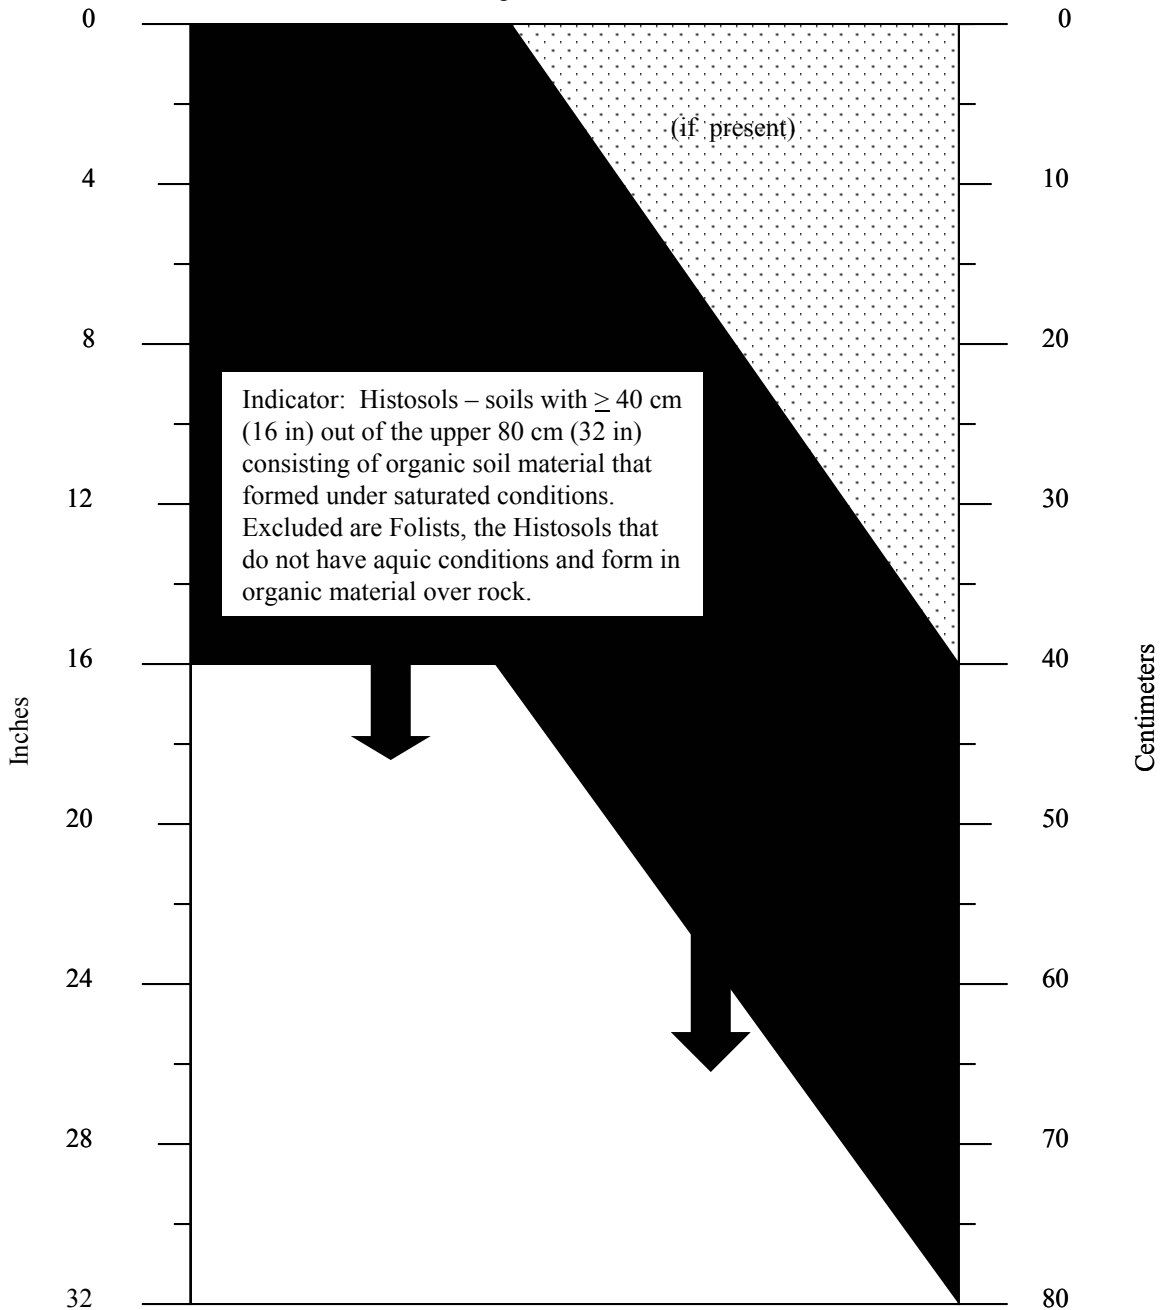 0
0
(if present)
4
10
8
20
Indicator: Histosols – soils with ≥ 40 cm
(16 in) out of the upper 80 cm (32 in)
consisting of organic soil material that
formed under saturated conditions.
Excluded are Folists, the Histosols that
do not have aquic conditions and form in
organic material over rock.
12
30
16
40
Inches
Centimeters
20
50
24
60
28
70
32
80